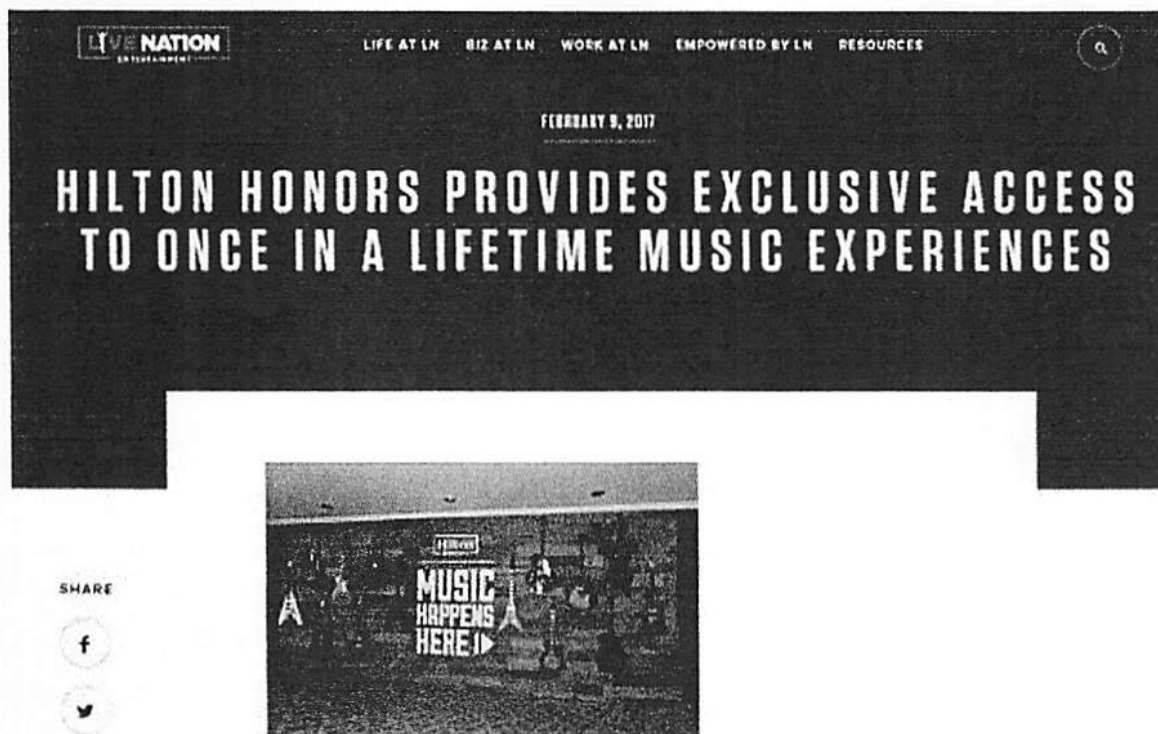 LIVE NATION
ENTERTAINMENT
LIFE AT LN BIZ AT LN WORK AT LN EMPOWERED BY LN RESOURCES
FEBRUARY 9, 2017
HILTON HONORS PROVIDES EXCLUSIVE ACCESS
TO ONCE IN A LIFETIME MUSIC EXPERIENCES
Hilton
MUSIC
HAPPENS
HERE
SHARE